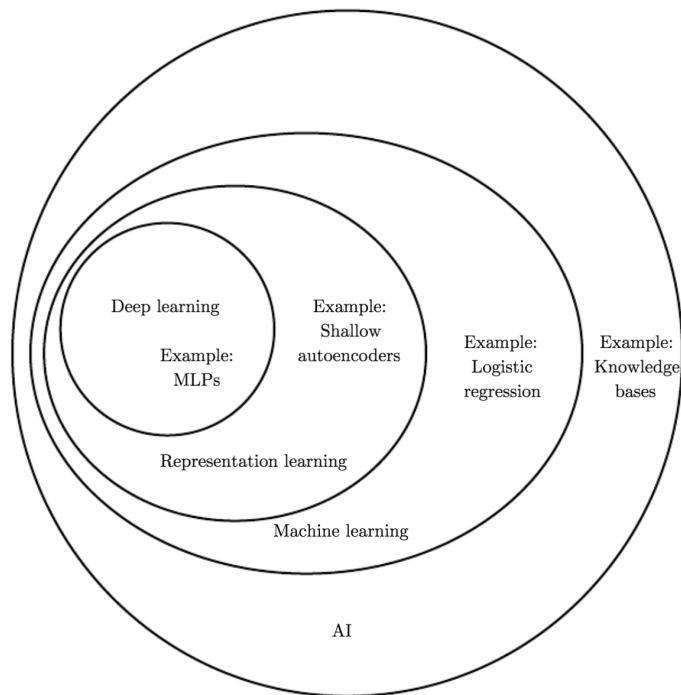 Deep learning
Example:
MLPs
Example:
Shallow
autoencoders
Example:
Logistic
regression
Example:
Knowledge
bases
Representation learning
Machine learning
AI